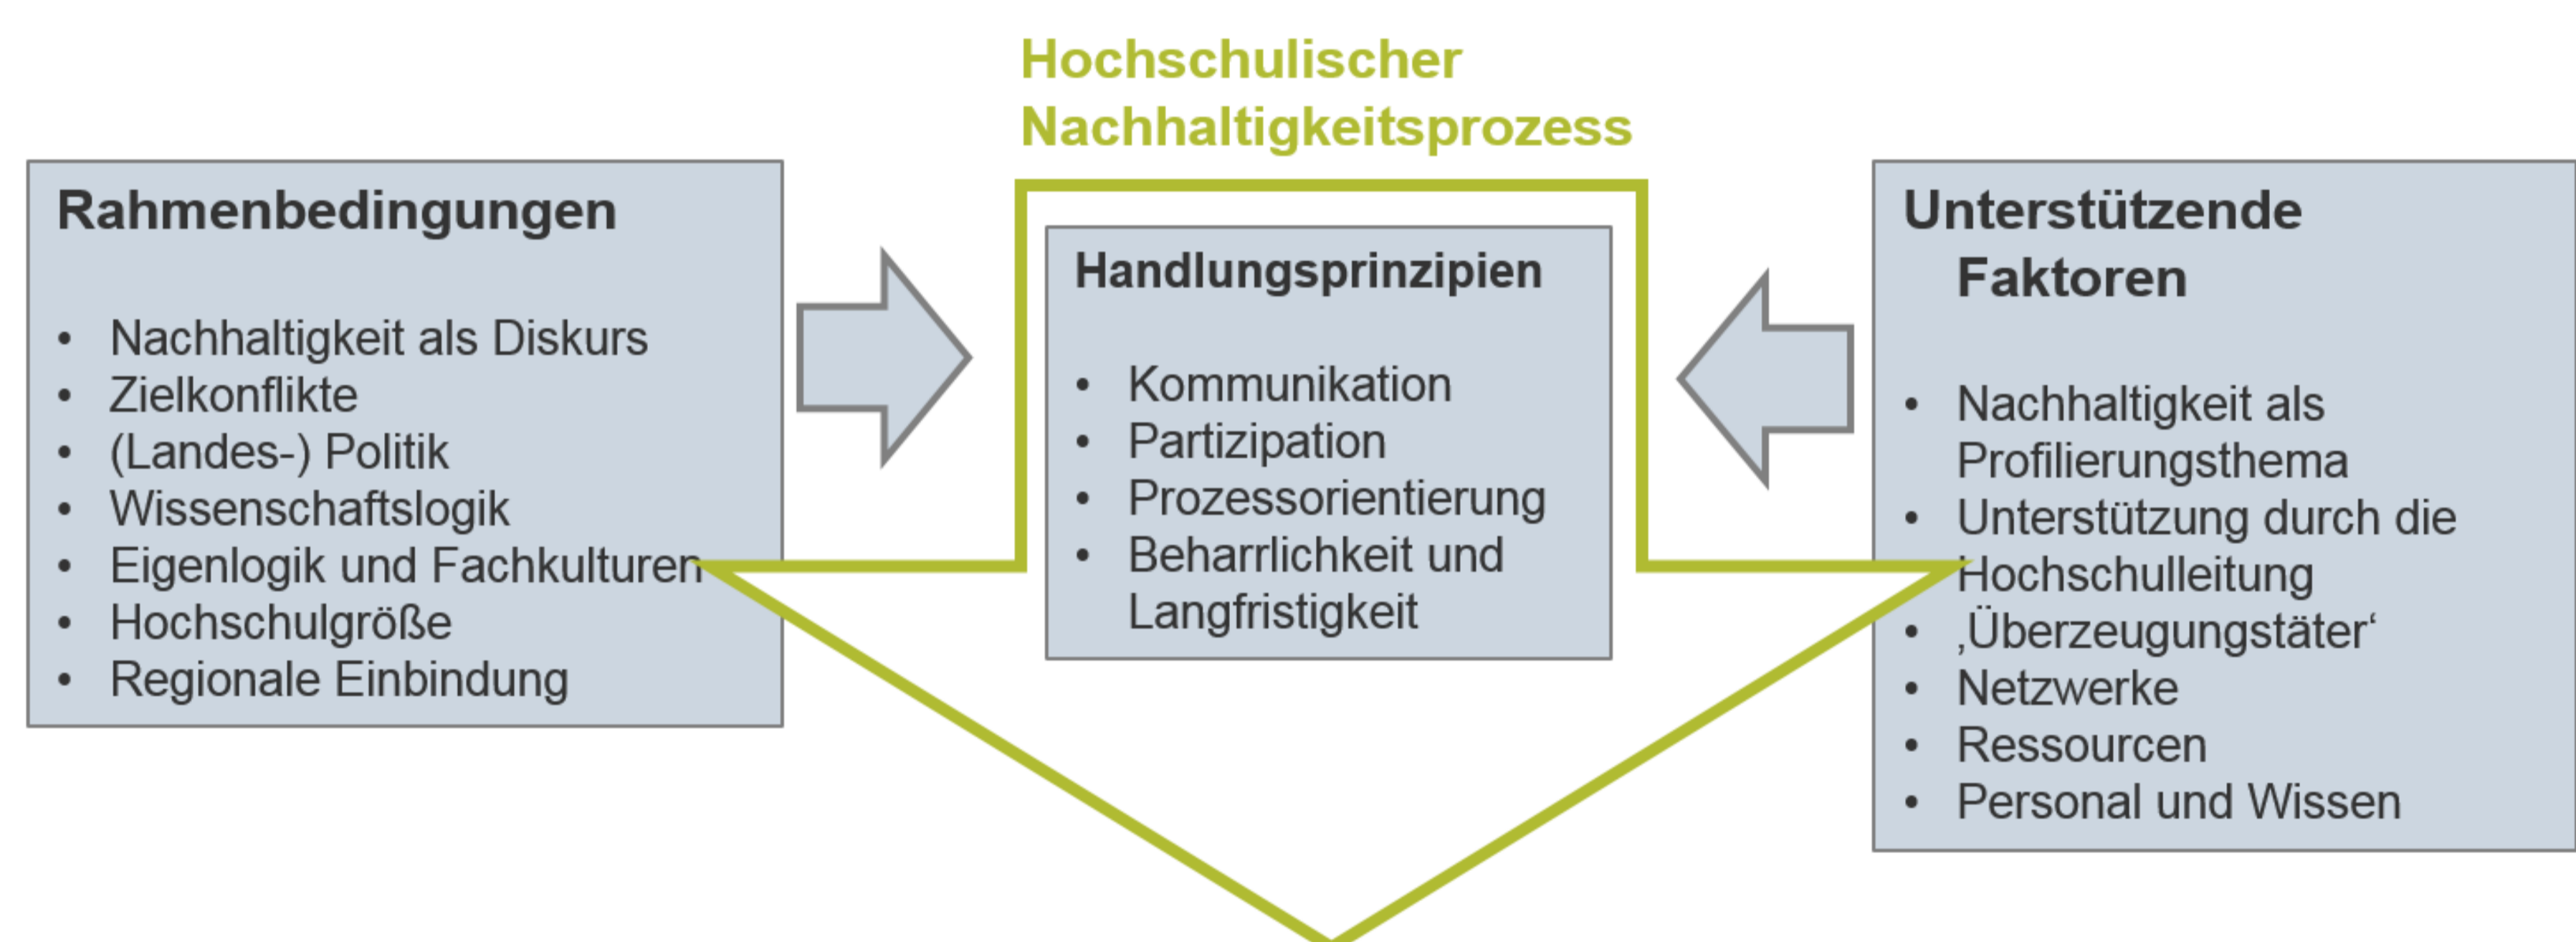 Hochschulischer
Nachhaltigkeitsprozess
Rahmenbedingungen
• Nachhaltigkeit als Diskurs
• Zielkonflikte
• (Landes-) Politik
• Wissenschaftslogik
• Eigenlogik und Fachkulturen
• Hochschulgröße
• Regionale Einbindung
Handlungsprinzipien
• Kommunikation
• Partizipation
• Prozessorientierung
• Beharrlichkeit und
Langfristigkeit
Unterstützende
Faktoren
• Nachhaltigkeit als
Profilierungsthema
• Unterstützung durch die
Hochschulleitung
• ‚Überzeugungstäter‘
• Netzwerke
• Ressourcen
• Personal und Wissen